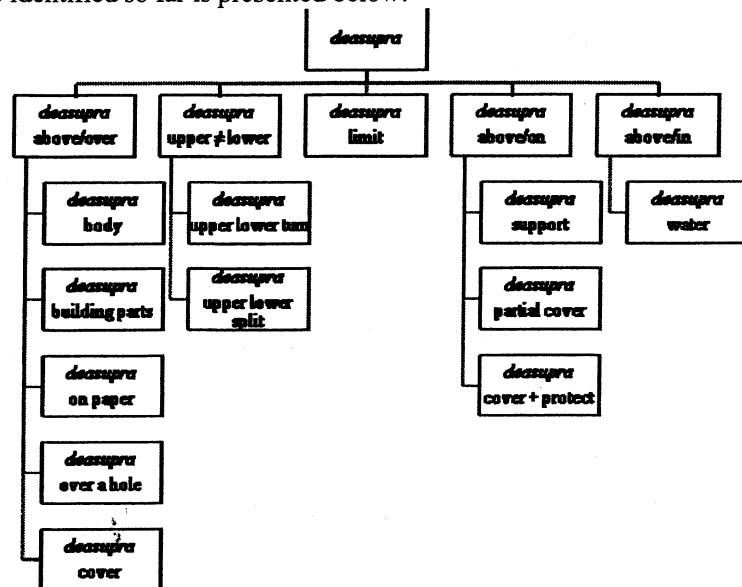 identified so far is presented below.
deasupra
deasupra
above/over
deasupra
upper ≠ lower
deasupra
limit
deasupra
above/on
deasupra
above/in
deasupra
body
deasupra
building parts
deasupra
on paper
deasupra
over a hole
deasupra
cover
deasupra
upper lower turn
deasupra
upper lower
split
deasupra
support
deasupra
partial cover
deasupra
cover + protect
deasupra
water